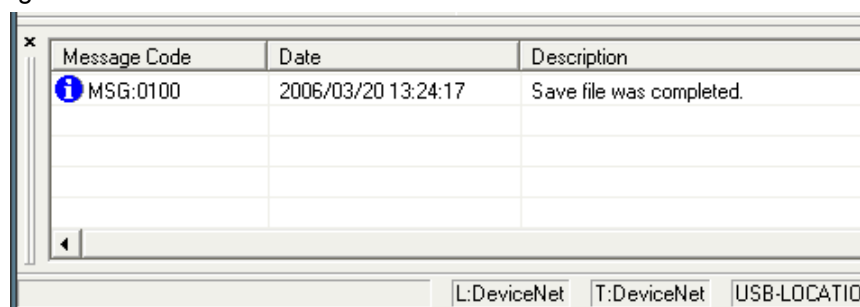 Message Code Date Description
MSG:0100 2006/03/20 13:24:17 Save file was completed.
L:DeviceNet T:DeviceNet USB-LOCATIO